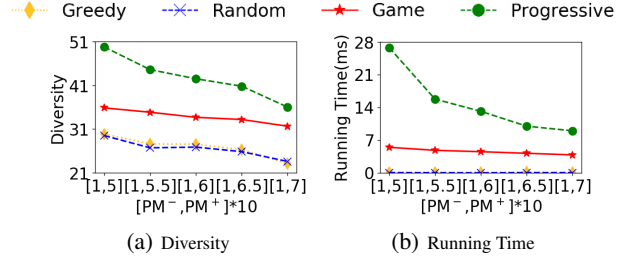 Greedy Random Game Progressive
51
41
31
21
Diversity
[1,5][1,5.5][1,6][1,6.5][1,7]
[PM⁻,PM⁺]*10
(a) Diversity
28
21
14
7
0
Running Time(ms)
[1,5][1,5.5][1,6][1,6.5][1,7]
[PM⁻,PM⁺]*10
(b) Running Time